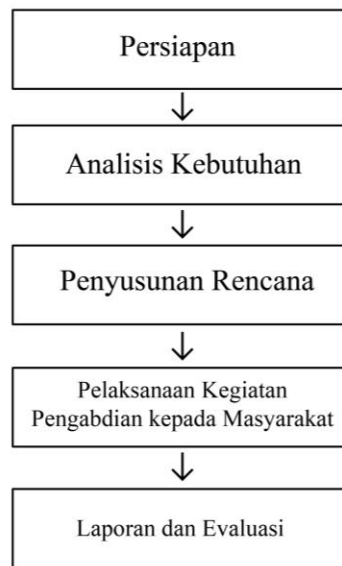 Persiapan
Analisis Kebutuhan
Penyusunan Rencana
Pelaksanaan Kegiatan
Pengabdian kepada Masyarakat
Laporan dan Evaluasi